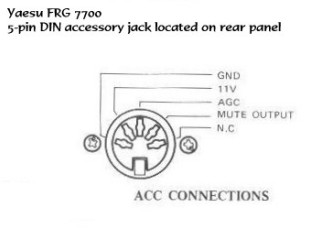 Yaesu FRG 7700
5-pin DIN accessory jack located on rear panel
GND
11V
AGC
MUTE OUTPUT
N.C
ACC CONNECTIONS